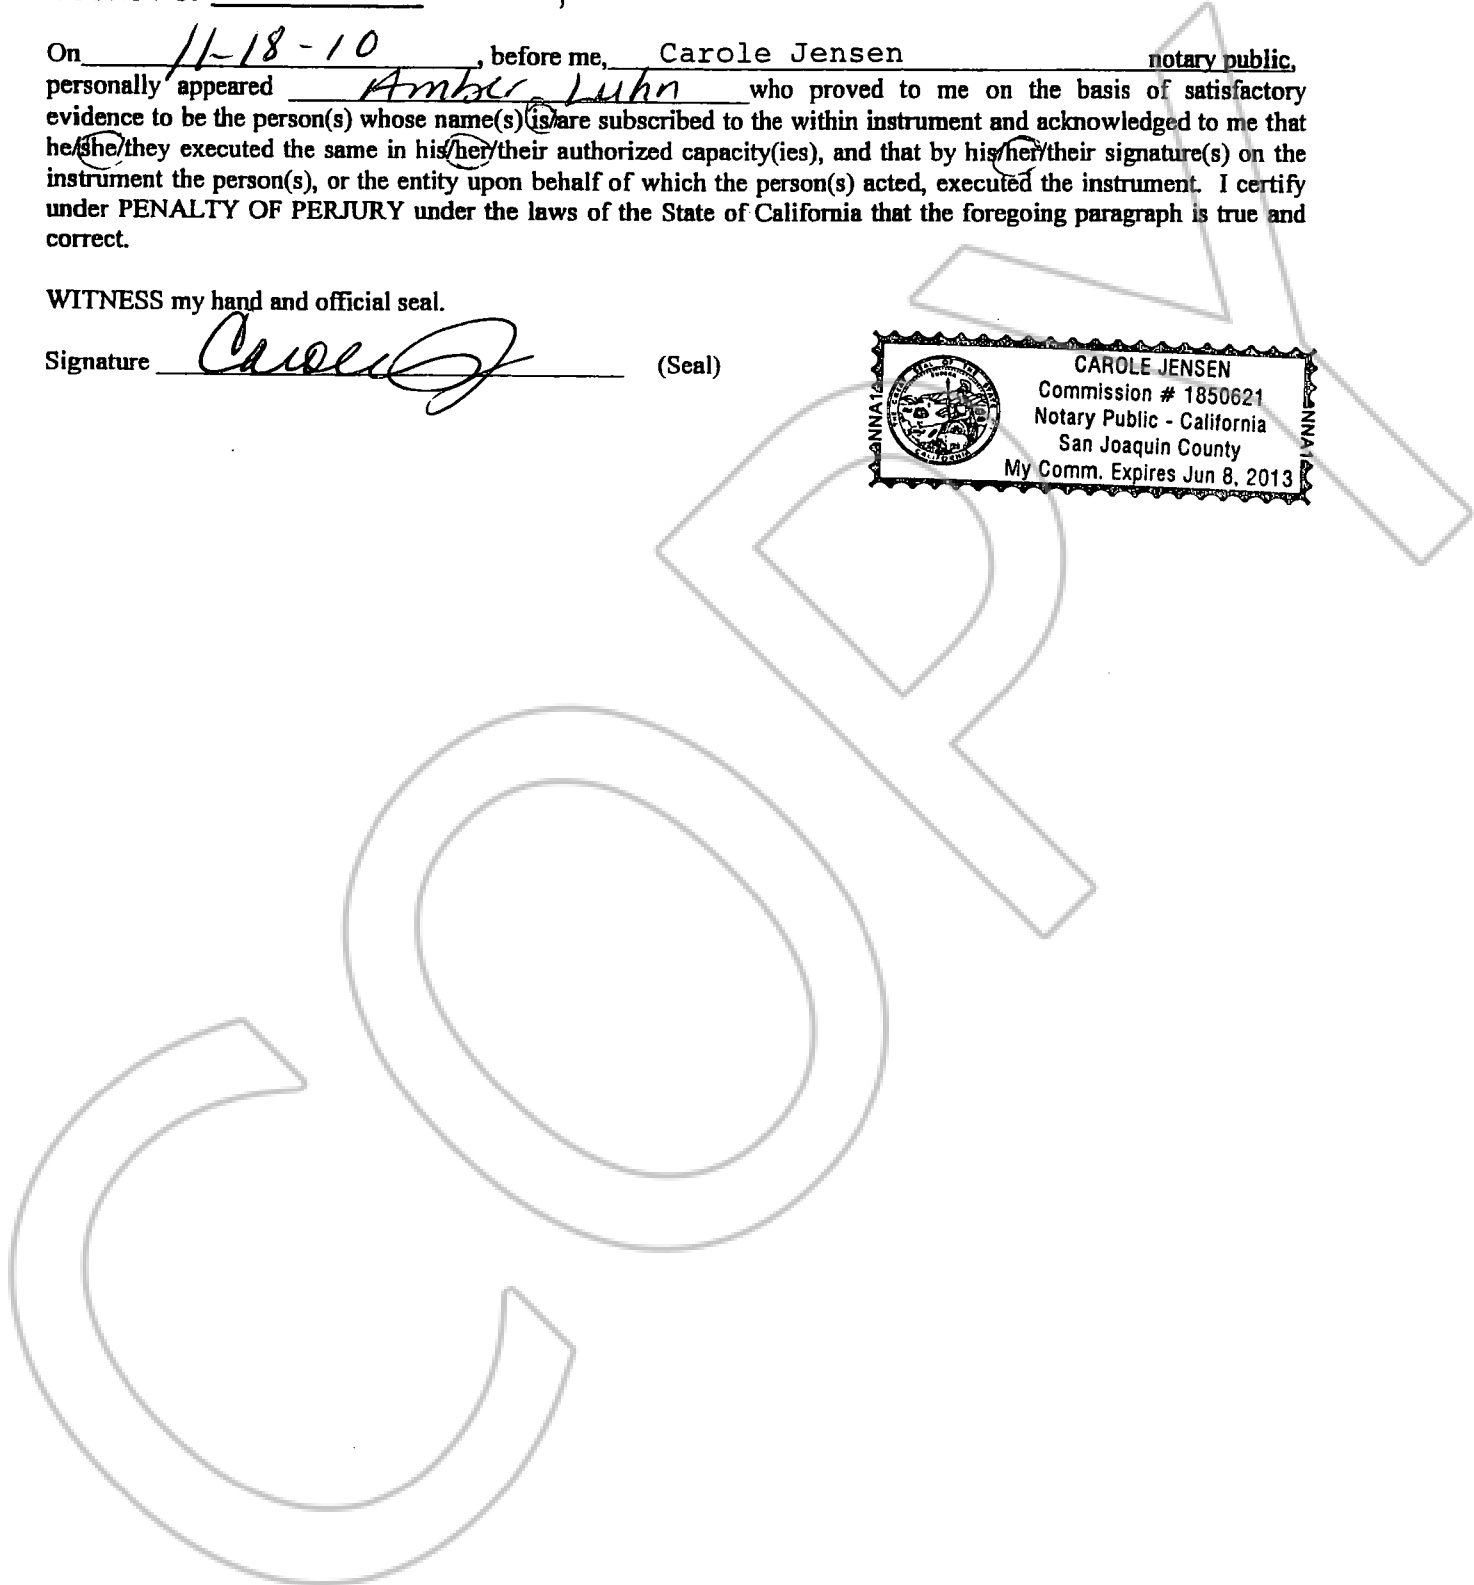 On 11-18-10, before me, Carole Jensen notary public,
personally appeared Amber Luhn who proved to me on the basis of satisfactory
evidence to be the person(s) whose name(s) is/are subscribed to the within instrument and acknowledged to me that
he/she/they executed the same in his/her/their authorized capacity(ies), and that by his/her/their signature(s) on the
instrument the person(s), or the entity upon behalf of which the person(s) acted, executed the instrument. I certify
under PENALTY OF PERJURY under the laws of the State of California that the foregoing paragraph is true and
correct.
WITNESS my hand and official seal.
Signature Carole J (Seal)
CAROLE JENSEN
Commission # 1850621
Notary Public - California
San Joaquin County
My Comm. Expires Jun 8, 2013
NNA1
NNA1
CALIFORNIA
COPY